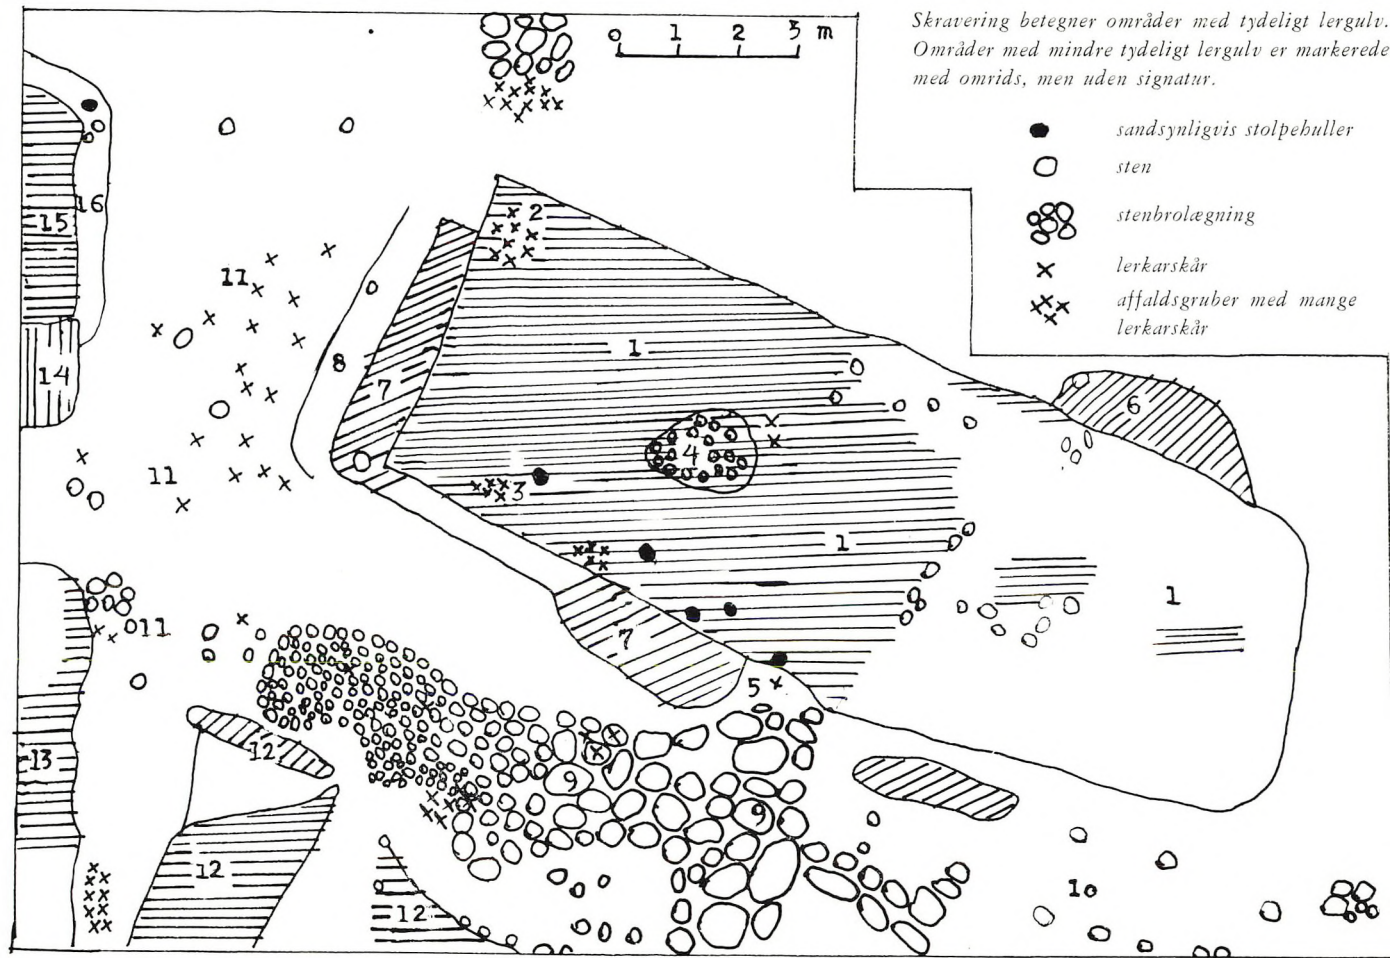 0 1 2 5 m
Skravering betegner områder med tydeligt lergulv.
Områder med mindre tydeligt lergulv er markerede
med omrids, men uden signatur.
sandsynligvis stolpehuller
sten
stenbrolægning
lerkarskår
affaldsgruber med mange
lerkarskår
2
16
15
11
1
8
14
7
6
4
3
11
1
1
11
7
5
12
13
9
9
12
12
10